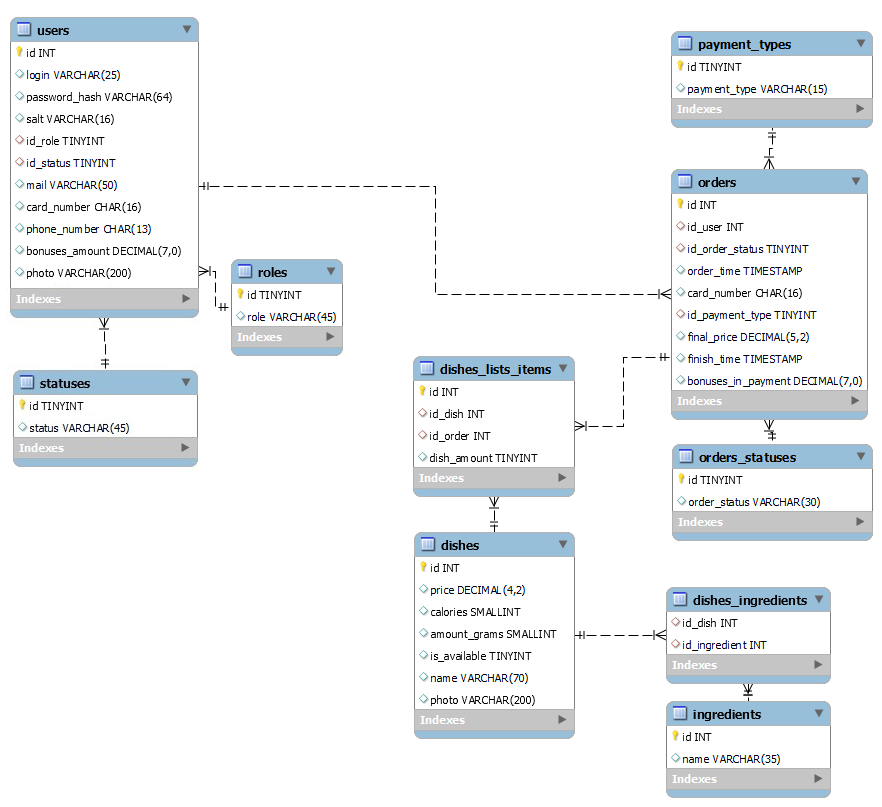 users
id INT
login VARCHAR(25)
password_hash VARCHAR(64)
salt VARCHAR(16)
id_role TINYINT
id_status TINYINT
mail VARCHAR(50)
card_number CHAR(16)
phone_number CHAR(13)
bonuses_amount DECIMAL(7,0)
photo VARCHAR(200)
Indexes
roles
id TINYINT
role VARCHAR(45)
Indexes
statuses
id TINYINT
status VARCHAR(45)
Indexes
payment_types
id TINYINT
payment_type VARCHAR(15)
Indexes
orders
id INT
id_user INT
id_order_status TINYINT
order_time TIMESTAMP
card_number CHAR(16)
id_payment_type TINYINT
final_price DECIMAL(5,2)
finish_time TIMESTAMP
bonuses_in_payment DECIMAL(7,0)
Indexes
dishes_lists_items
id INT
id_dish INT
id_order INT
dish_amount TINYINT
Indexes
orders_statuses
id TINYINT
order_status VARCHAR(30)
Indexes
dishes
id INT
price DECIMAL(4,2)
calories SMALLINT
amount_grams SMALLINT
is_available TINYINT
name VARCHAR(70)
photo VARCHAR(200)
Indexes
dishes_ingredients
id_dish INT
id_ingredient INT
Indexes
ingredients
id INT
name VARCHAR(35)
Indexes